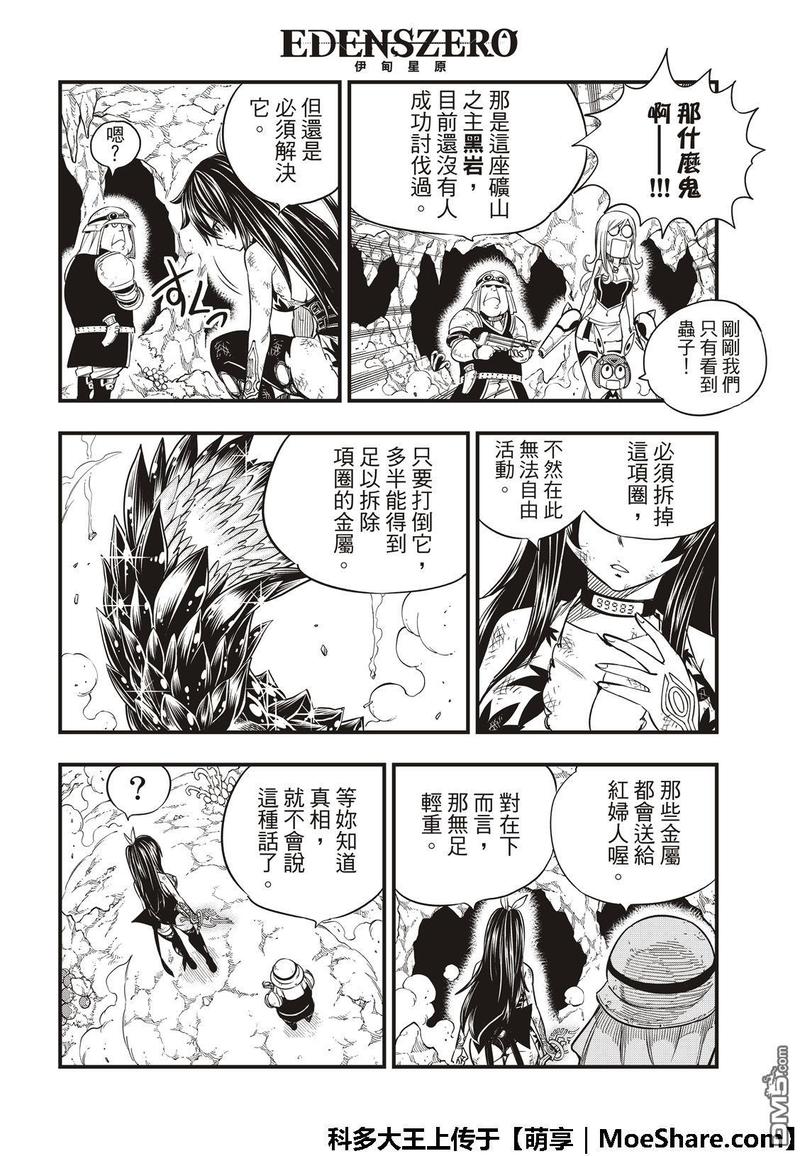 EDENSZERO
伊甸星原
那什麼鬼
啊──!!!
剛剛我們
只有看到
蟲子！
那是這座礦山
之主黑岩，
目前還沒有人
成功討伐過。
但還是
必須解決
它。
嗯？
すくっ
必須拆掉
這項圈，
不然在此
無法自由
活動。
99983
只要打倒它，
多半能得到
足以拆除
項圈的金屬。
那些金屬
都會送給
紅婦人喔。
對在下
而言，
那無足
輕重。
等妳知道
真相，
就不會說
這種話了。
？
DM5.com
科多大王上传于【萌享｜MoeShare.com】